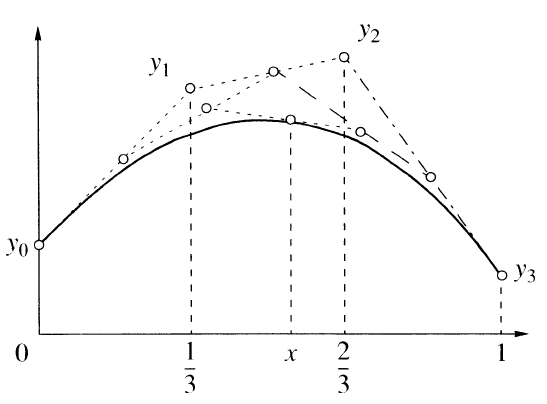 y₂
y₁
y₀
y₃
0 1/3 x 2/3 1